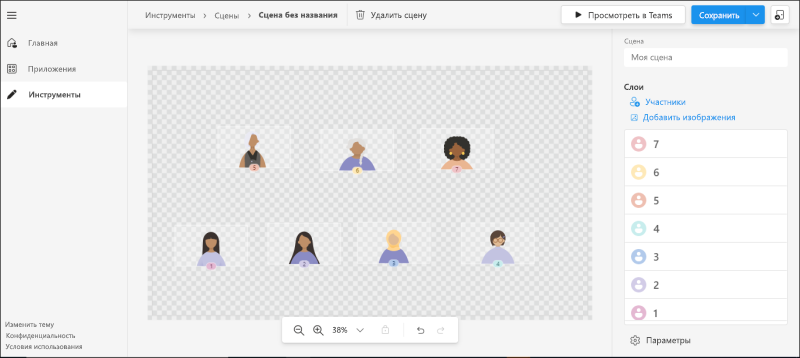 Инструменты > Сцены > Сцена без названия
Удалить сцену
Просмотреть в Teams
Сохранить
Главная
Приложения
Инструменты
Изменить тему
Конфиденциальность
Условия использования
5
6
7
1
2
3
4
38%
Сцена
Моя сцена
Слои
Участники
Добавить изображения
7
6
5
4
3
2
1
Параметры